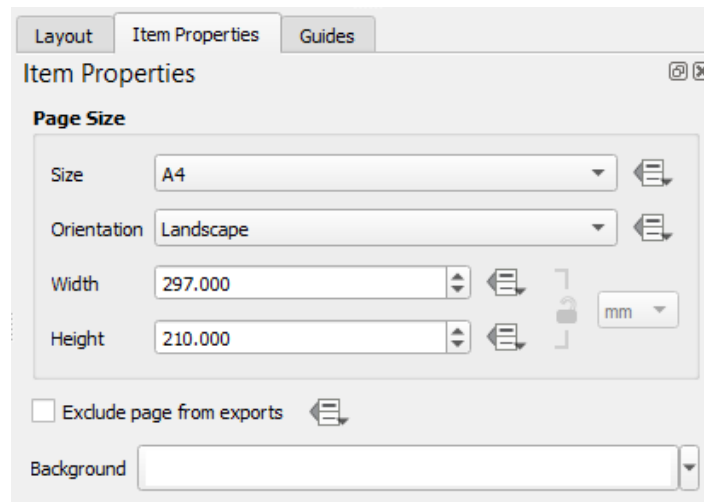 Layout Item Properties Guides
Item Properties
Page Size
Size A4
Orientation Landscape
Width 297.000
mm
Height 210.000
Exclude page from exports
Background